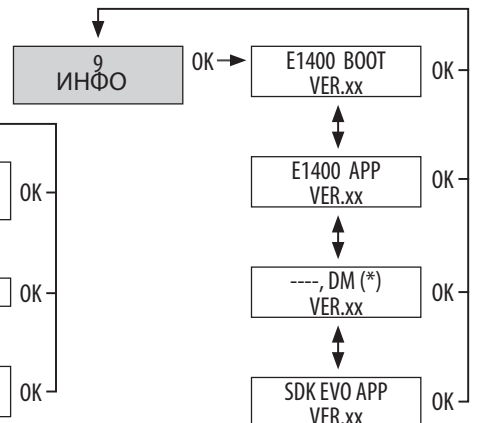 9
ИНФО
OK
E1400 BOOT
VER.xx
OK
E1400 APP
VER.xx
OK
OK
----, DM (*)
VER.xx
OK
OK
SDK EVO APP
VER.xx
OK
OK